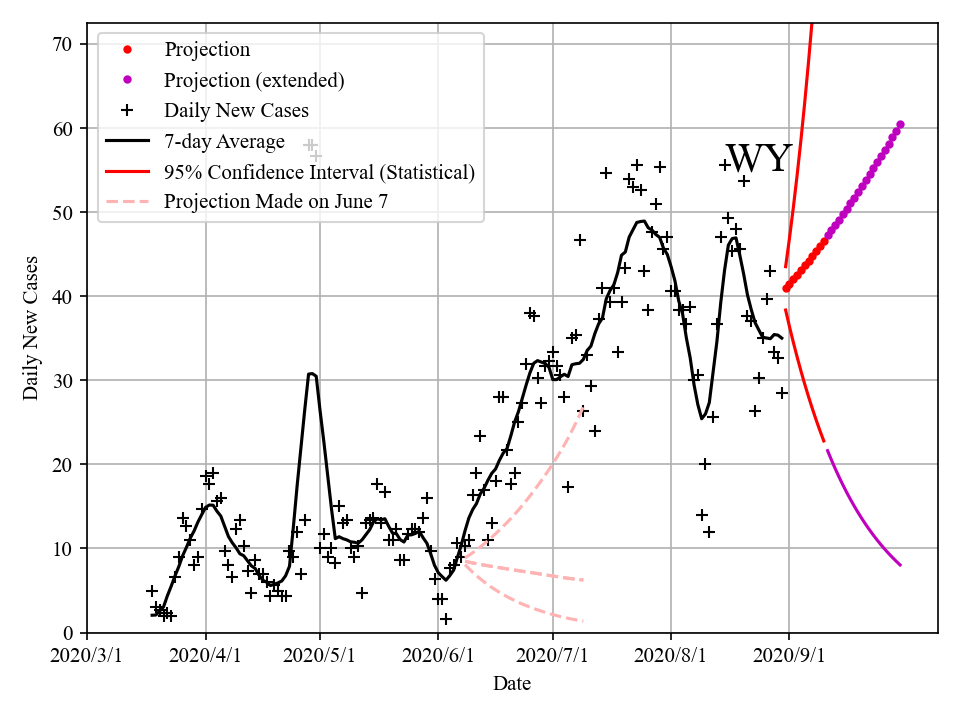 70
60
50
40
30
20
10
0
Daily New Cases
Projection
Projection (extended)
Daily New Cases
7-day Average
95% Confidence Interval (Statistical)
Projection Made on June 7
WY
2020/3/1 2020/4/1 2020/5/1 2020/6/1 2020/7/1 2020/8/1 2020/9/1
Date